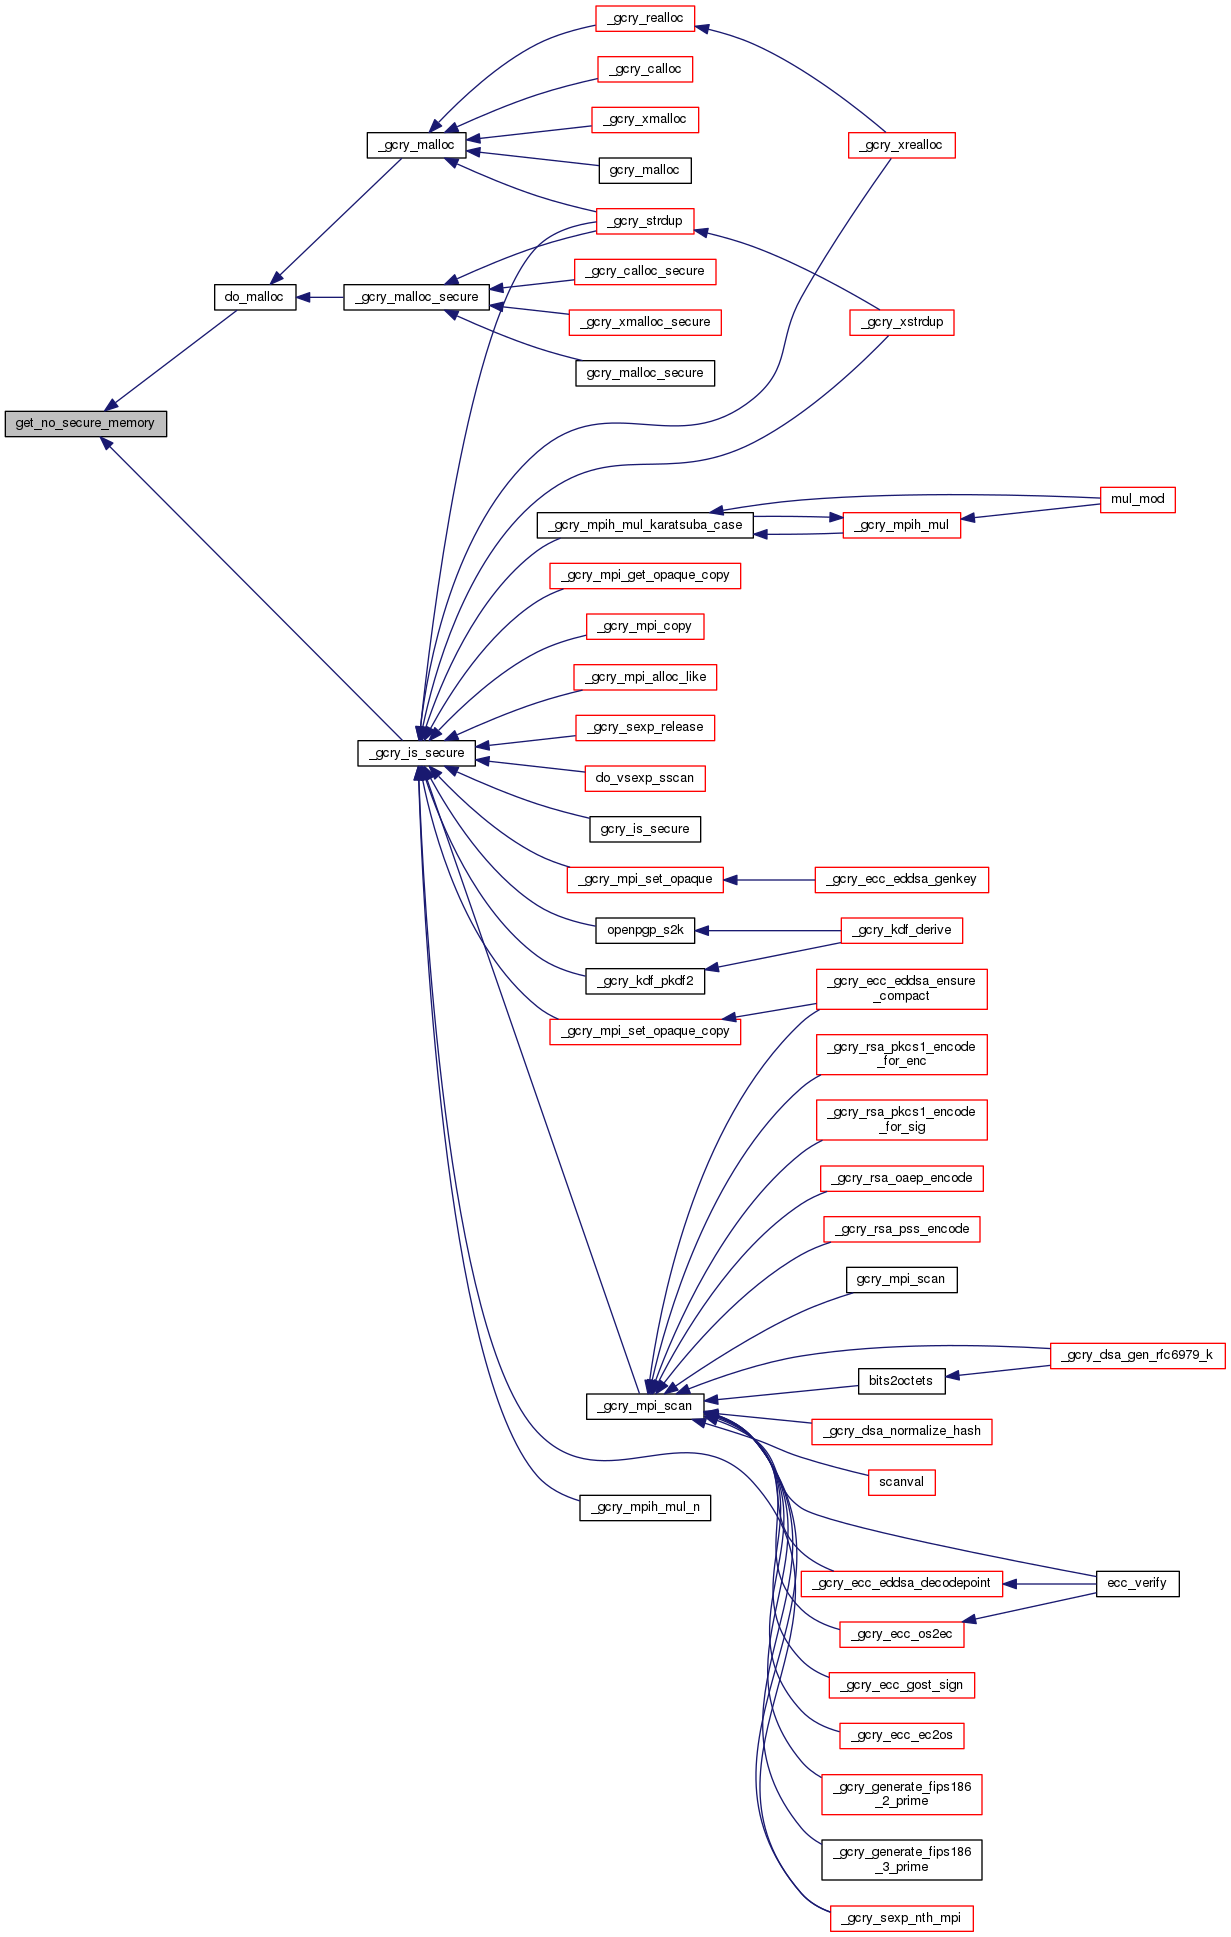 _gcry_realloc
_gcry_calloc
_gcry_xmalloc
_gcry_malloc
_gcry_xrealloc
gcry_malloc
_gcry_strdup
_gcry_calloc_secure
do_malloc
_gcry_malloc_secure
_gcry_xmalloc_secure
_gcry_xstrdup
gcry_malloc_secure
get_no_secure_memory
mul_mod
_gcry_mpih_mul_karatsuba_case
_gcry_mpih_mul
_gcry_mpi_get_opaque_copy
_gcry_mpi_copy
_gcry_mpi_alloc_like
_gcry_sexp_release
_gcry_is_secure
do_vsexp_sscan
gcry_is_secure
_gcry_mpi_set_opaque
_gcry_ecc_eddsa_genkey
openpgp_s2k
_gcry_kdf_derive
_gcry_kdf_pkdf2
_gcry_ecc_eddsa_ensure
_compact
_gcry_mpi_set_opaque_copy
_gcry_rsa_pkcs1_encode
_for_enc
_gcry_rsa_pkcs1_encode
_for_sig
_gcry_rsa_oaep_encode
_gcry_rsa_pss_encode
gcry_mpi_scan
_gcry_dsa_gen_rfc6979_k
bits2octets
_gcry_mpi_scan
_gcry_dsa_normalize_hash
scanval
_gcry_mpih_mul_n
_gcry_ecc_eddsa_decodepoint
ecc_verify
_gcry_ecc_os2ec
_gcry_ecc_gost_sign
_gcry_ecc_ec2os
_gcry_generate_fips186
_2_prime
_gcry_generate_fips186
_3_prime
_gcry_sexp_nth_mpi